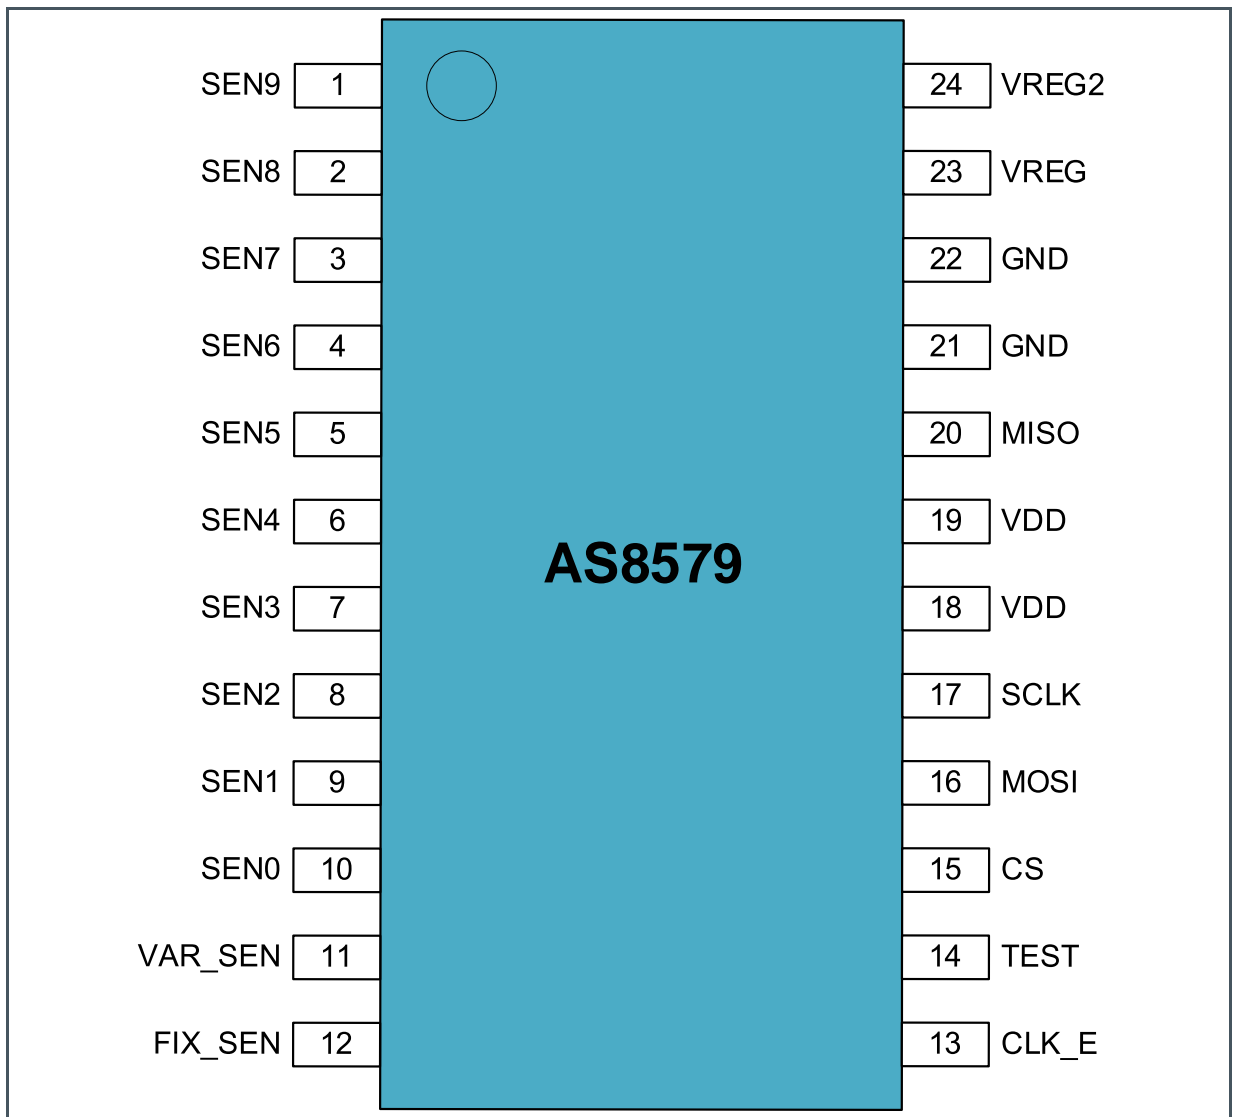 SEN9 1 24 VREG2
SEN8 2 23 VREG
SEN7 3 22 GND
SEN6 4 21 GND
SEN5 5 20 MISO
SEN4 6 19 VDD
AS8579
SEN3 7 18 VDD
SEN2 8 17 SCLK
SEN1 9 16 MOSI
SEN0 10 15 CS
VAR_SEN 11 14 TEST
FIX_SEN 12 13 CLK_E